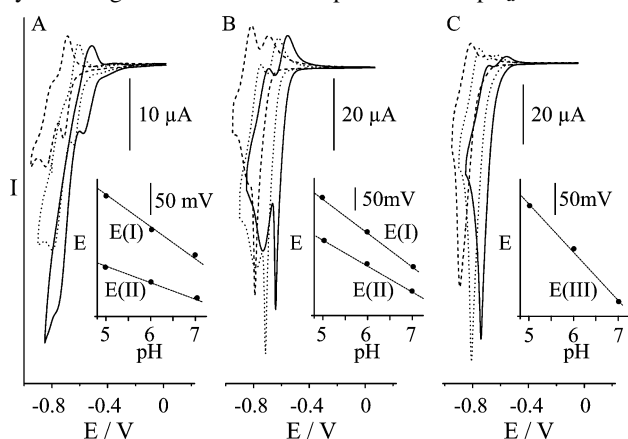 A
B
C
10 µA
20 µA
20 µA
I
50 mV
50mV
50mV
E
E(I)
E(II)
E
E(I)
E(II)
E
E(III)
5 6 7
5 6 7
5 6 7
pH
pH
pH
-0.8 -0.4 0
-0.8 -0.4 0
-0.8 -0.4 0
E / V
E / V
E / V